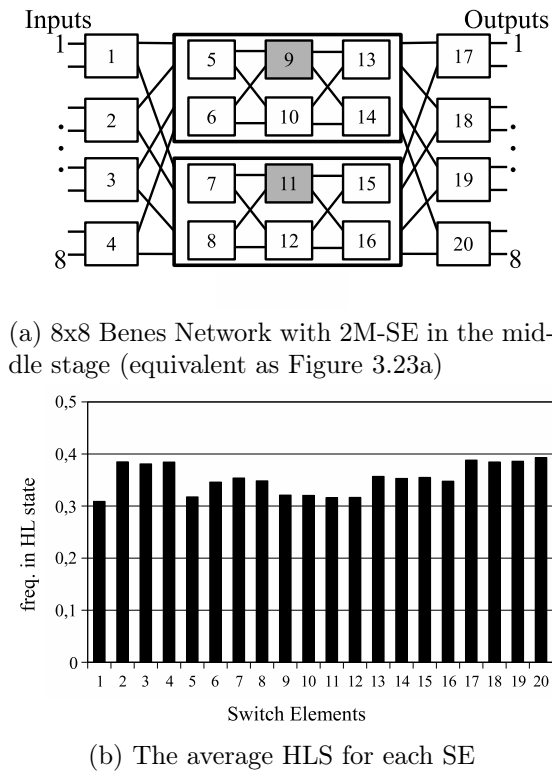 Inputs Outputs
1 1 5 9 13 17 1
2 6 10 14 18
3 7 11 15 19
8 4 8 12 16 20 8
(a) 8x8 Benes Network with 2M-SE in the mid-
dle stage (equivalent as Figure 3.23a)
0,5
0,4
0,3
0,2
0,1
0
freq. in HL state
1 2 3 4 5 6 7 8 9 10 11 12 13 14 15 16 17 18 19 20
Switch Elements
(b) The average HLS for each SE